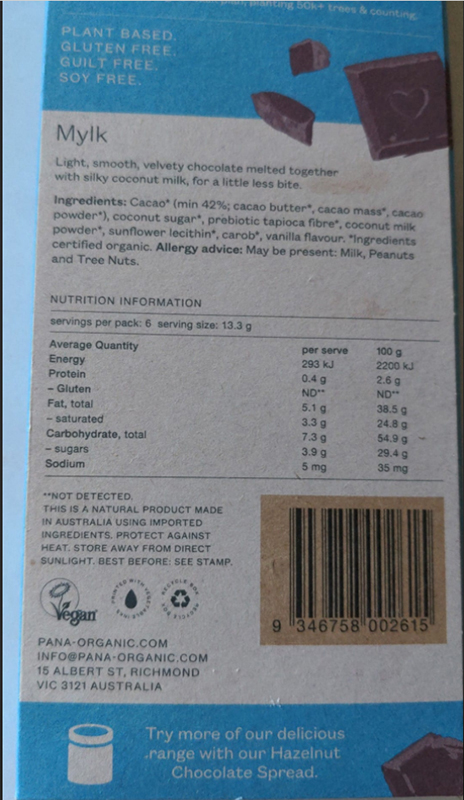 planting 50k+ trees & counting.
PLANT BASED.
GLUTEN FREE.
GUILT FREE.
SOY FREE.
Mylk
Light, smooth, velvety chocolate melted together
with silky coconut milk, for a little less bite.
Ingredients: Cacao* (min 42%; cacao butter*, cacao mass*, cacao
powder*), coconut sugar*, prebiotic tapioca fibre*, coconut milk
powder*, sunflower lecithin*, carob*, vanilla flavour. *Ingredients
certified organic. Allergy advice: May be present: Milk, Peanuts
and Tree Nuts.
NUTRITION INFORMATION
servings per pack: 6 serving size: 13.3 g
Average Quantity per serve 100 g
Energy 293 kJ 2200 kJ
Protein 0.4 g 2.6 g
– Gluten ND** ND**
Fat, total 5.1 g 38.5 g
– saturated 3.3 g 24.8 g
Carbohydrate, total 7.3 g 54.9 g
– sugars 3.9 g 29.4 g
Sodium 5 mg 35 mg
**NOT DETECTED.
THIS IS A NATURAL PRODUCT MADE
IN AUSTRALIA USING IMPORTED
INGREDIENTS. PROTECT AGAINST
HEAT. STORE AWAY FROM DIRECT
SUNLIGHT. BEST BEFORE: SEE STAMP.
Vegan
PRINTED WITH
RECYCLE BOX
9 346758 002615
PANA-ORGANIC.COM
INFO@PANA-ORGANIC.COM
15 ALBERT ST, RICHMOND
VIC 3121 AUSTRALIA
Try more of our delicious
range with our Hazelnut
Chocolate Spread.